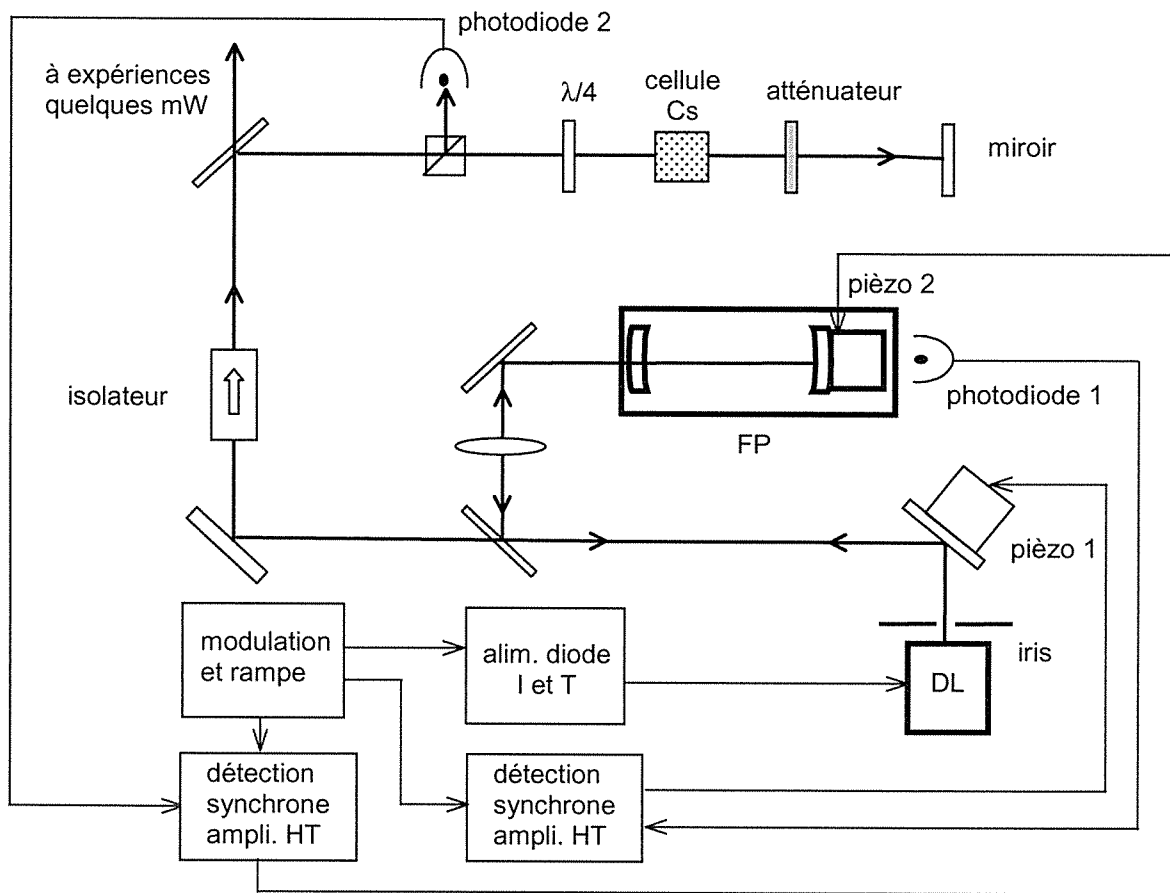 photodiode 2
à expériences
quelques mW
λ/4
cellule
Cs
atténuateur
miroir
pièzo 2
isolateur
photodiode 1
FP
pièzo 1
iris
modulation
et rampe
alim. diode
I et T
DL
détection
synchrone
ampli. HT
détection
synchrone
ampli. HT